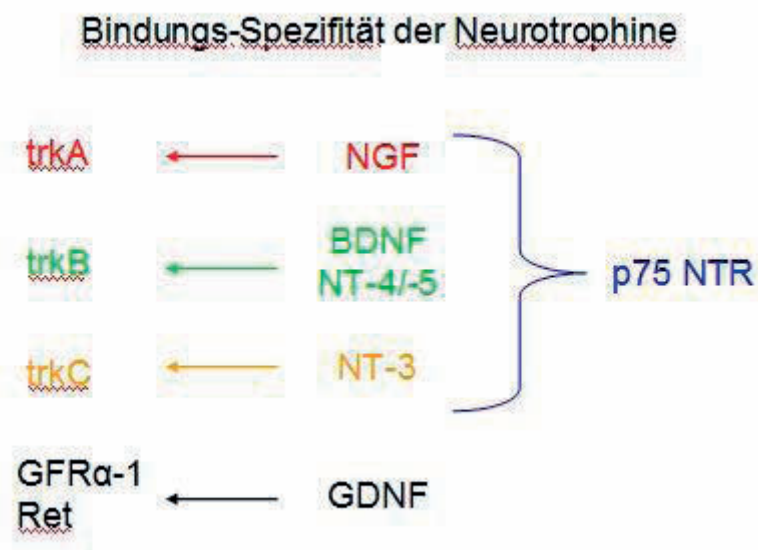 Bindungs-Spezifität der Neurotrophine
trkA NGF
BDNF
trkB NT-4/-5 p75 NTR
trkC NT-3
GFRα-1
Ret GDNF